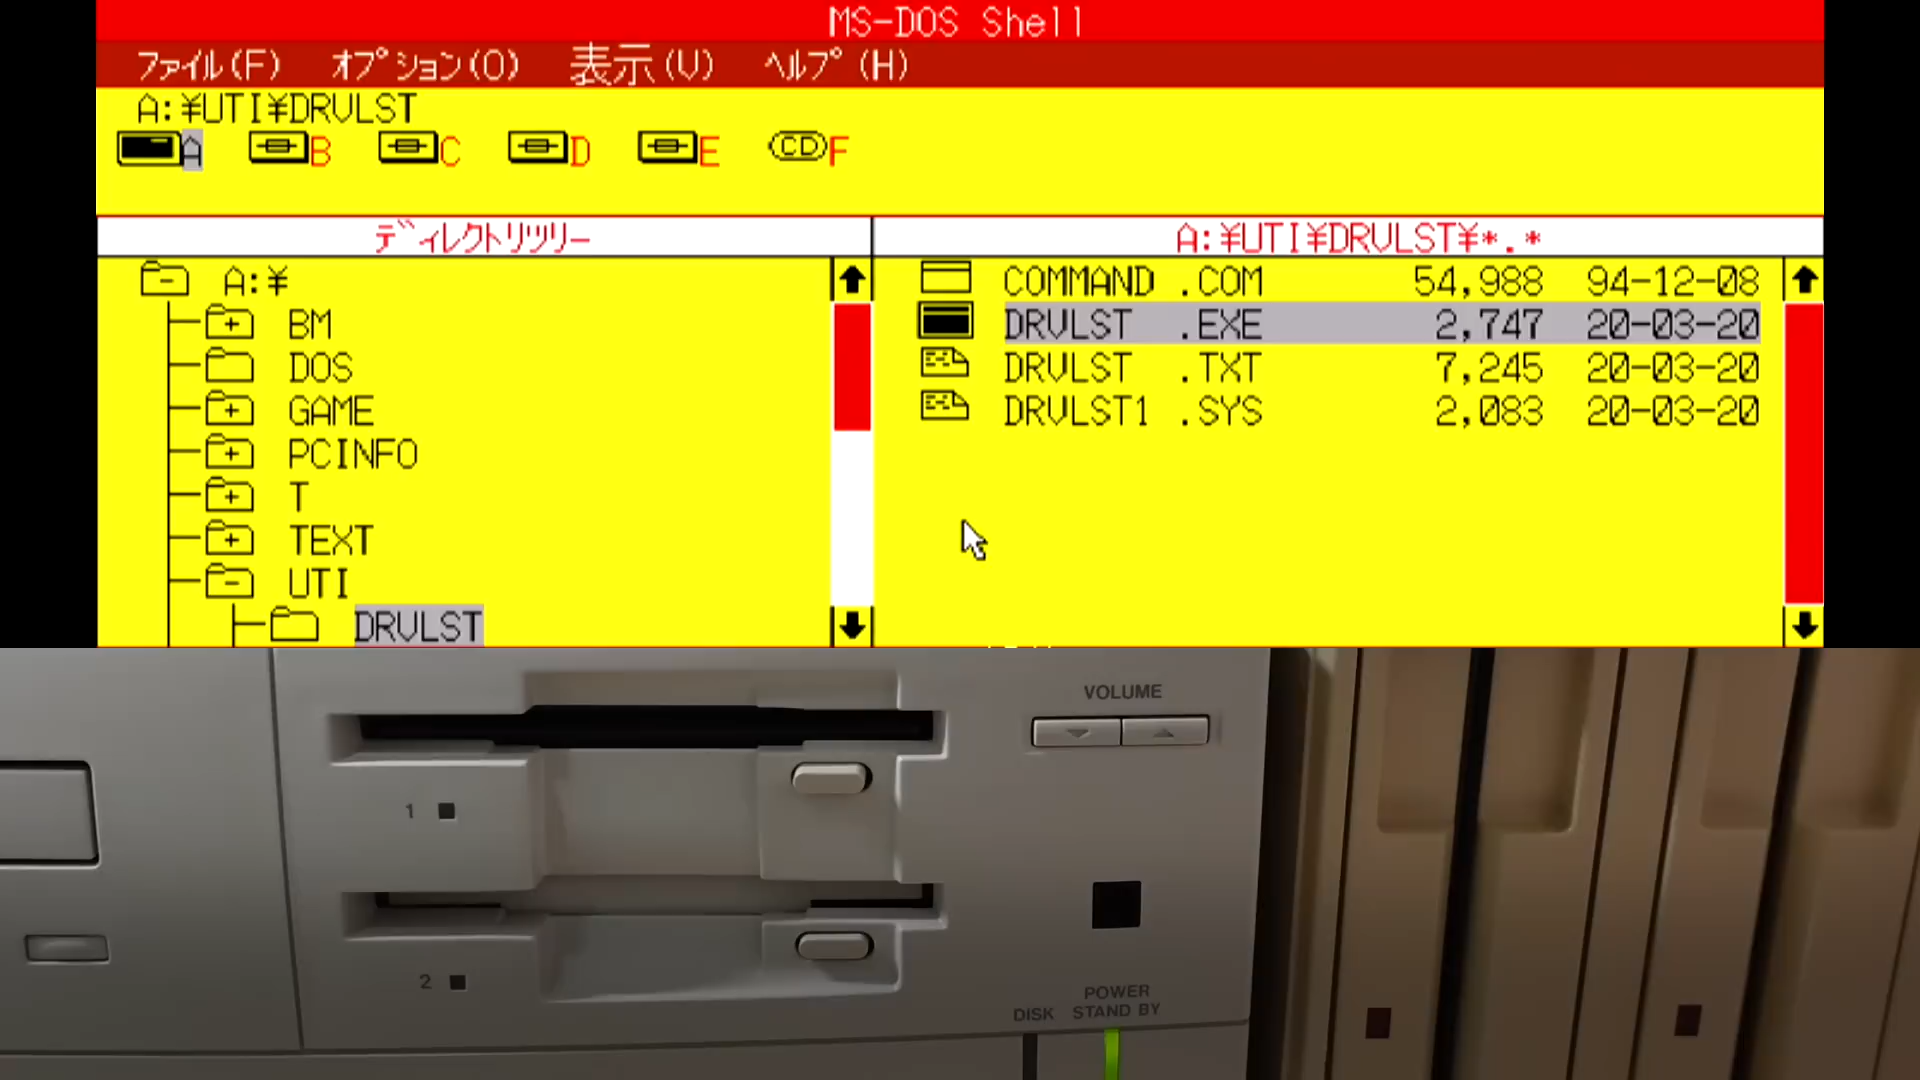 MS-DOS Shell
ﾌｧｲﾙ(F) ｵﾌﾟｼｮﾝ(O) 表示(V) ﾍﾙﾌﾟ(H)
A:¥UTI¥DRVLST
A B C D E CD F
ﾃﾞｨﾚｸﾄﾘﾂﾘｰ
A:¥
BM
DOS
GAME
PCINFO
T
TEXT
UTI
DRVLST
A:¥UTI¥DRVLST¥*.*
COMMAND .COM 54,988 94-12-08
DRVLST .EXE 2,747 20-03-20
DRVLST .TXT 7,245 20-03-20
DRVLST1 .SYS 2,083 20-03-20
VOLUME
1
2
DISK
POWER
STAND BY